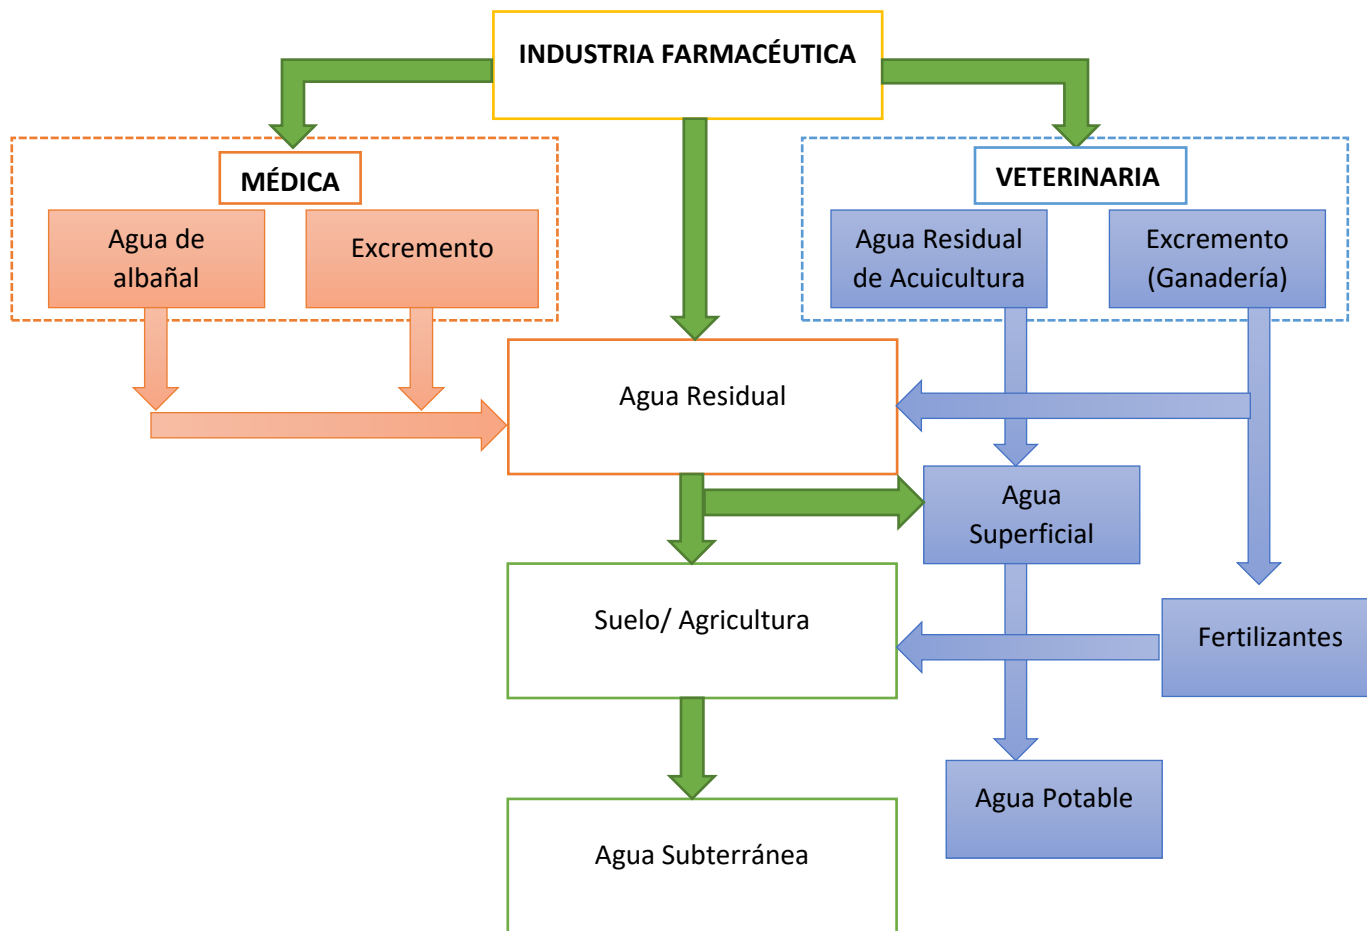 INDUSTRIA FARMACÉUTICA
MÉDICA
VETERINARIA
Agua de
albañal
Excremento
Agua Residual
de Acuicultura
Excremento
(Ganadería)
Agua Residual
Agua
Superficial
Suelo/ Agricultura
Fertilizantes
Agua Potable
Agua Subterránea